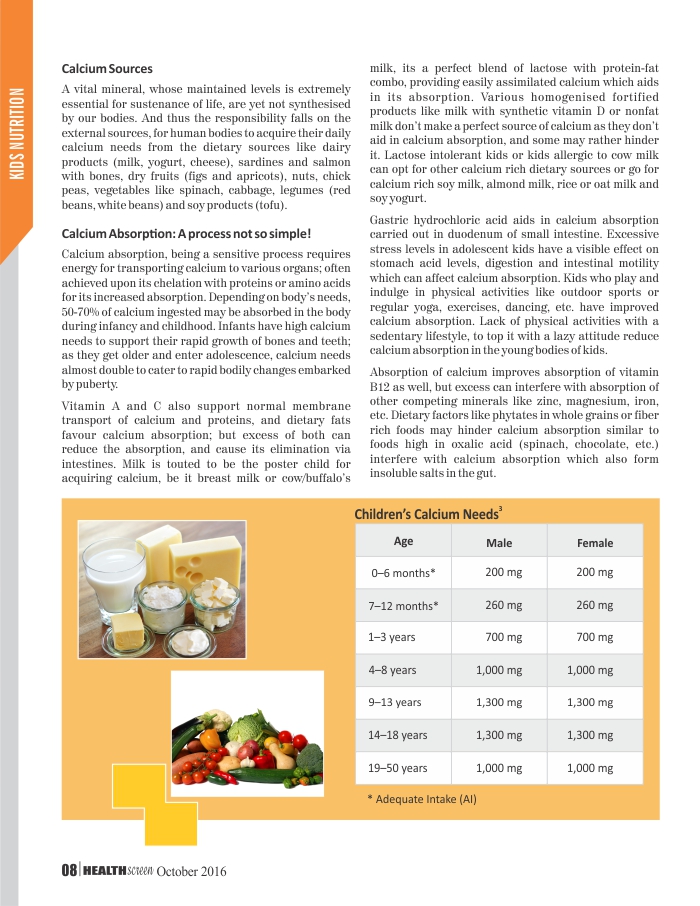 KIDS NUTRITION
Calcium Sources
A vital mineral, whose maintained levels is extremely
essential for sustenance of life, are yet not synthesised
by our bodies. And thus the responsibility falls on the
external sources, for human bodies to acquire their daily
calcium needs from the dietary sources like dairy
products (milk, yogurt, cheese), sardines and salmon
with bones, dry fruits (figs and apricots), nuts, chick
peas, vegetables like spinach, cabbage, legumes (red
beans, white beans) and soy products (tofu).
Calcium Absorption: A process not so simple!
Calcium absorption, being a sensitive process requires
energy for transporting calcium to various organs; often
achieved upon its chelation with proteins or amino acids
for its increased absorption. Depending on body's needs,
50-70% of calcium ingested may be absorbed in the body
during infancy and childhood. Infants have high calcium
needs to support their rapid growth of bones and teeth;
as they get older and enter adolescence, calcium needs
almost double to cater to rapid bodily changes embarked
by puberty.
Vitamin A and C also support normal membrane
transport of calcium and proteins, and dietary fats
favour calcium absorption; but excess of both can
reduce the absorption, and cause its elimination via
intestines. Milk is touted to be the poster child for
acquiring calcium, be it breast milk or cow/buffalo's
milk, its a perfect blend of lactose with protein-fat
combo, providing easily assimilated calcium which aids
in its absorption. Various homogenised fortified
products like milk with synthetic vitamin D or nonfat
milk don't make a perfect source of calcium as they don't
aid in calcium absorption, and some may rather hinder
it. Lactose intolerant kids or kids allergic to cow milk
can opt for other calcium rich dietary sources or go for
calcium rich soy milk, almond milk, rice or oat milk and
soy yogurt.
Gastric hydrochloric acid aids in calcium absorption
carried out in duodenum of small intestine. Excessive
stress levels in adolescent kids have a visible effect on
stomach acid levels, digestion and intestinal motility
which can affect calcium absorption. Kids who play and
indulge in physical activities like outdoor sports or
regular yoga, exercises, dancing, etc. have improved
calcium absorption. Lack of physical activities with a
sedentary lifestyle, to top it with a lazy attitude reduce
calcium absorption in the young bodies of kids.
Absorption of calcium improves absorption of vitamin
B12 as well, but excess can interfere with absorption of
other competing minerals like zinc, magnesium, iron,
etc. Dietary factors like phytates in whole grains or fiber
rich foods may hinder calcium absorption similar to
foods high in oxalic acid (spinach, chocolate, etc.)
interfere with calcium absorption which also form
insoluble salts in the gut.
Children's Calcium Needs3
Age Male Female
0–6 months* 200 mg 200 mg
7–12 months* 260 mg 260 mg
1–3 years 700 mg 700 mg
4–8 years 1,000 mg 1,000 mg
9–13 years 1,300 mg 1,300 mg
14–18 years 1,300 mg 1,300 mg
19–50 years 1,000 mg 1,000 mg
* Adequate Intake (AI)
08 HEALTH screen October 2016